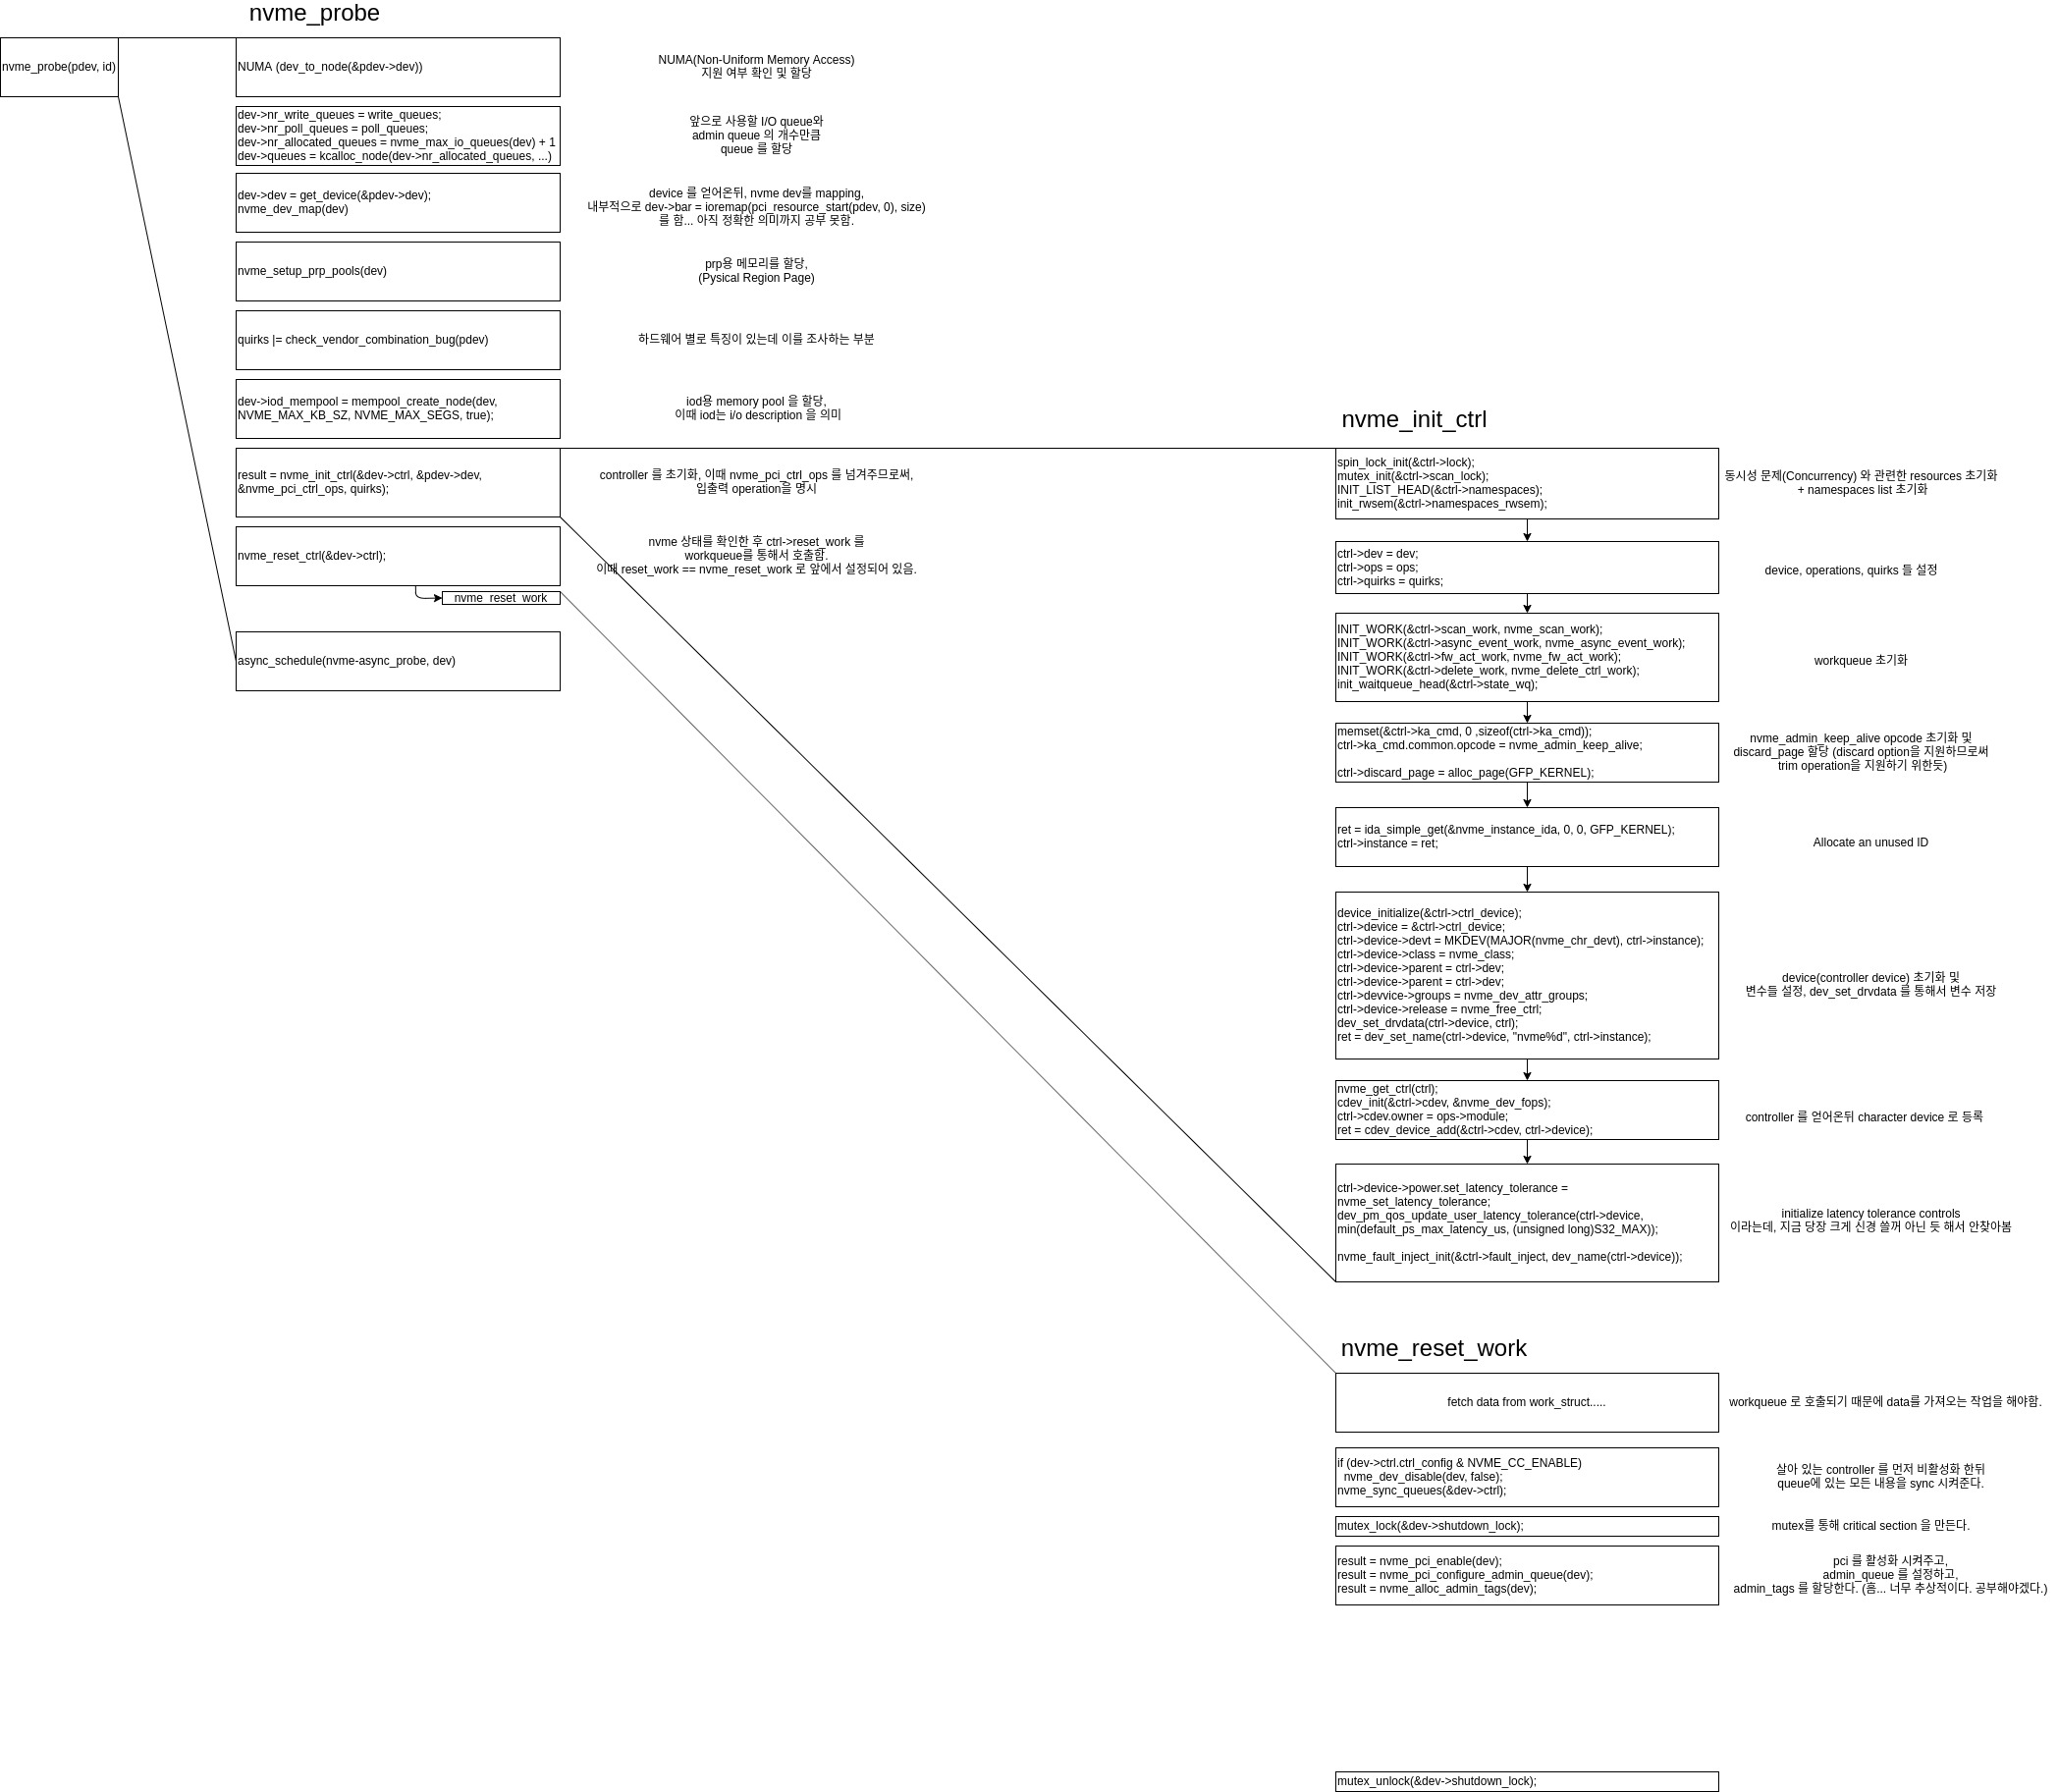 nvme_probe
nvme_probe(pdev, id)
NUMA (dev_to_node(&pdev->dev))
NUMA(Non-Uniform Memory Access)
지원 여부 확인 및 할당
dev->nr_write_queues = write_queues;
dev->nr_poll_queues = poll_queues;
dev->nr_allocated_queues = nvme_max_io_queues(dev) + 1
dev->queues = kcalloc_node(dev->nr_allocated_queues, ...)
앞으로 사용할 I/O queue와
admin queue 의 개수만큼
queue 를 할당
dev->dev = get_device(&pdev->dev);
nvme_dev_map(dev)
device 를 얻어온뒤, nvme dev를 mapping,
내부적으로 dev->bar = ioremap(pci_resource_start(pdev, 0), size)
를 함... 아직 정확한 의미까지 공부 못함.
nvme_setup_prp_pools(dev)
prp용 메모리를 할당,
(Pysical Region Page)
quirks |= check_vendor_combination_bug(pdev)
하드웨어 별로 특징이 있는데 이를 조사하는 부분
dev->iod_mempool = mempool_create_node(dev,
NVME_MAX_KB_SZ, NVME_MAX_SEGS, true);
iod용 memory pool 을 할당,
이때 iod는 i/o description 을 의미
result = nvme_init_ctrl(&dev->ctrl, &pdev->dev,
&nvme_pci_ctrl_ops, quirks);
controller 를 초기화, 이때 nvme_pci_ctrl_ops 를 넘겨주므로써,
입출력 operation을 명시
nvme_reset_ctrl(&dev->ctrl);
nvme 상태를 확인한 후 ctrl->reset_work 를
workqueue를 통해서 호출함.
이때 reset_work == nvme_reset_work 로 앞에서 설정되어 있음.
nvme_reset_work
async_schedule(nvme-async_probe, dev)
nvme_init_ctrl
spin_lock_init(&ctrl->lock);
mutex_init(&ctrl->scan_lock);
INIT_LIST_HEAD(&ctrl->namespaces);
init_rwsem(&ctrl->namespaces_rwsem);
동시성 문제(Concurrency) 와 관련한 resources 초기화
+ namespaces list 초기화
ctrl->dev = dev;
ctrl->ops = ops;
ctrl->quirks = quirks;
device, operations, quirks 들 설정
INIT_WORK(&ctrl->scan_work, nvme_scan_work);
INIT_WORK(&ctrl->async_event_work, nvme_async_event_work);
INIT_WORK(&ctrl->fw_act_work, nvme_fw_act_work);
INIT_WORK(&ctrl->delete_work, nvme_delete_ctrl_work);
init_waitqueue_head(&ctrl->state_wq);
workqueue 초기화
memset(&ctrl->ka_cmd, 0 ,sizeof(ctrl->ka_cmd));
ctrl->ka_cmd.common.opcode = nvme_admin_keep_alive;
ctrl->discard_page = alloc_page(GFP_KERNEL);
nvme_admin_keep_alive opcode 초기화 및
discard_page 할당 (discard option을 지원하므로써
trim operation을 지원하기 위한듯)
ret = ida_simple_get(&nvme_instance_ida, 0, 0, GFP_KERNEL);
ctrl->instance = ret;
Allocate an unused ID
device_initialize(&ctrl->ctrl_device);
ctrl->device = &ctrl->ctrl_device;
ctrl->device->devt = MKDEV(MAJOR(nvme_chr_devt), ctrl->instance);
ctrl->device->class = nvme_class;
ctrl->device->parent = ctrl->dev;
ctrl->device->parent = ctrl->dev;
ctrl->devvice->groups = nvme_dev_attr_groups;
ctrl->device->release = nvme_free_ctrl;
dev_set_drvdata(ctrl->device, ctrl);
ret = dev_set_name(ctrl->device, "nvme%d", ctrl->instance);
device(controller device) 초기화 및
변수들 설정, dev_set_drvdata 를 통해서 변수 저장
nvme_get_ctrl(ctrl);
cdev_init(&ctrl->cdev, &nvme_dev_fops);
ctrl->cdev.owner = ops->module;
ret = cdev_device_add(&ctrl->cdev, ctrl->device);
controller 를 얻어온뒤 character device 로 등록
ctrl->device->power.set_latency_tolerance =
nvme_set_latency_tolerance;
dev_pm_qos_update_user_latency_tolerance(ctrl->device,
min(default_ps_max_latency_us, (unsigned long)S32_MAX));
nvme_fault_inject_init(&ctrl->fault_inject, dev_name(ctrl->device));
initialize latency tolerance controls
이라는데, 지금 당장 크게 신경 쓸꺼 아닌 듯 해서 안찾아봄
nvme_reset_work
fetch data from work_struct.....
workqueue 로 호출되기 때문에 data를 가져오는 작업을 해야함.
if (dev->ctrl.ctrl_config & NVME_CC_ENABLE)
nvme_dev_disable(dev, false);
nvme_sync_queues(&dev->ctrl);
살아 있는 controller 를 먼저 비활성화 한뒤
queue에 있는 모든 내용을 sync 시켜준다.
mutex_lock(&dev->shutdown_lock);
mutex를 통해 critical section 을 만든다.
result = nvme_pci_enable(dev);
result = nvme_pci_configure_admin_queue(dev);
result = nvme_alloc_admin_tags(dev);
pci 를 활성화 시켜주고,
admin_queue 를 설정하고,
admin_tags 를 할당한다. (흠... 너무 추상적이다. 공부해야겠다.)
mutex_unlock(&dev->shutdown_lock);